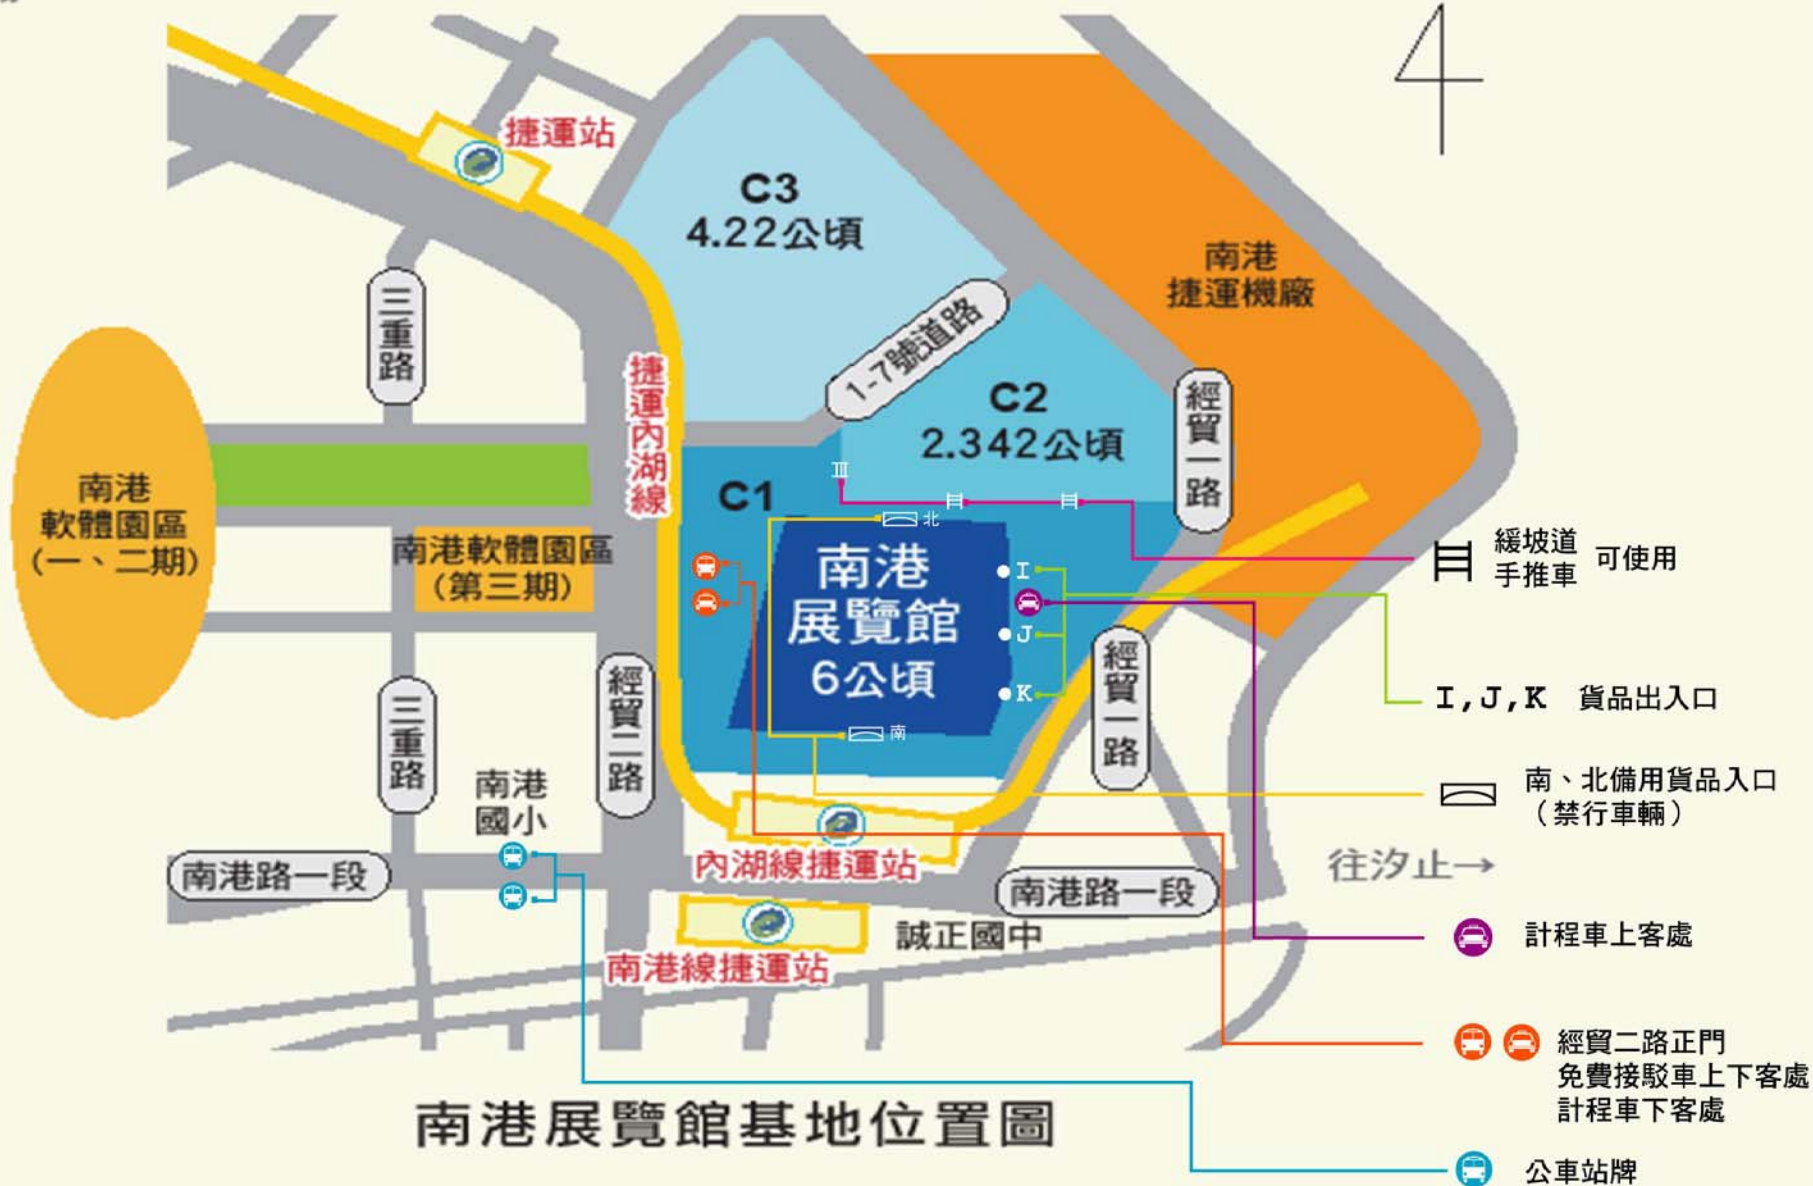 捷運站
C3
4.22公頃
南港
捷運機廠
三重路
1-7號道路
捷運內湖線
C2
2.342公頃
經貿一路
南港
軟體園區
(一、二期)
C1
III
北
南港軟體園區
(第三期)
南港
展覽館
6公頃
I
J
K
南
緩坡道
手推車
可使用
I,J,K 貨品出入口
三重路
經貿二路
經貿一路
南港
國小
南、北備用貨品入口
(禁行車輛)
南港路一段
內湖線捷運站
南港路一段
往汐止→
誠正國中
南港線捷運站
計程車上客處
經貿二路正門
免費接駁車上下客處
計程車下客處
南港展覽館基地位置圖
公車站牌